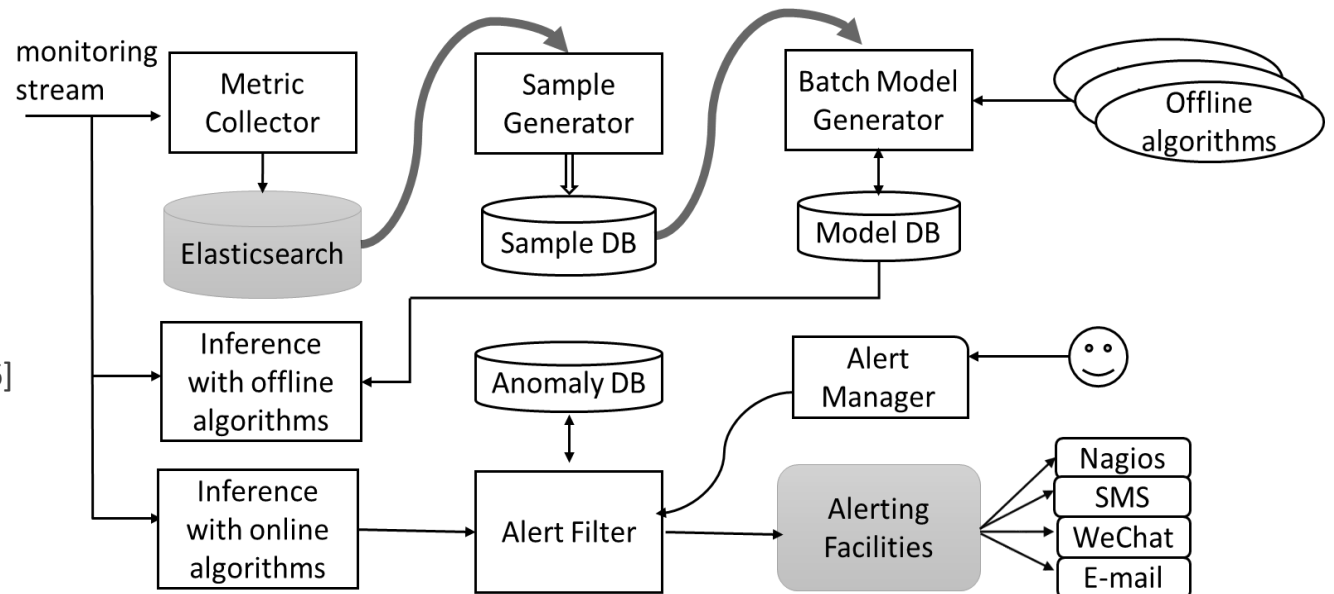 monitoring
stream
Metric
Collector
Sample
Generator
Batch Model
Generator
Offline
algorithms
Elasticsearch
Sample DB
Model DB
Inference
with offline
algorithms
Anomaly DB
Alert
Manager
Inference
with online
algorithms
Alert Filter
Alerting
Facilities
Nagios
SMS
WeChat
E-mail